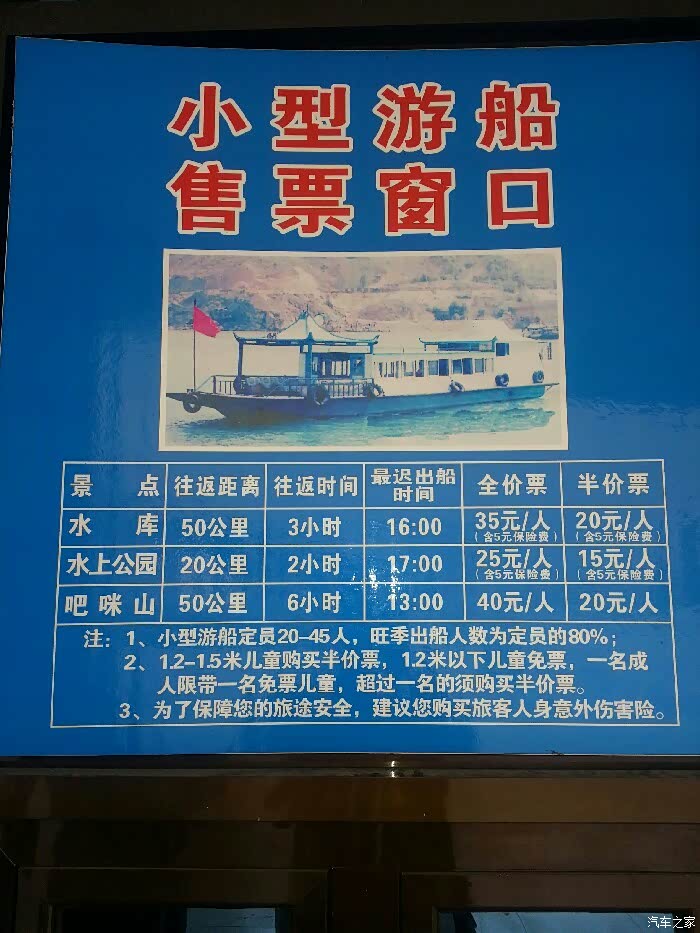 小型游船
售票窗口
景 点 往返距离 往返时间 最迟出船时间 全价票 半价票
水 库 50公里 3小时 16:00 35元/人（含5元保险费） 20元/人（含5元保险费）
水上公园 20公里 2小时 17:00 25元/人（含5元保险费） 15元/人（含5元保险费）
吧咪山 50公里 6小时 13:00 40元/人 20元/人
注：1、小型游船定员20-45人，旺季出船人数为定员的80%；
2、1.2-1.5米儿童购买半价票，1.2米以下儿童免票，一名成
人限带一名免票儿童，超过一名的须购买半价票。
3、为了保障您的旅途安全，建议您购买旅客人身意外伤害险。
汽车之家